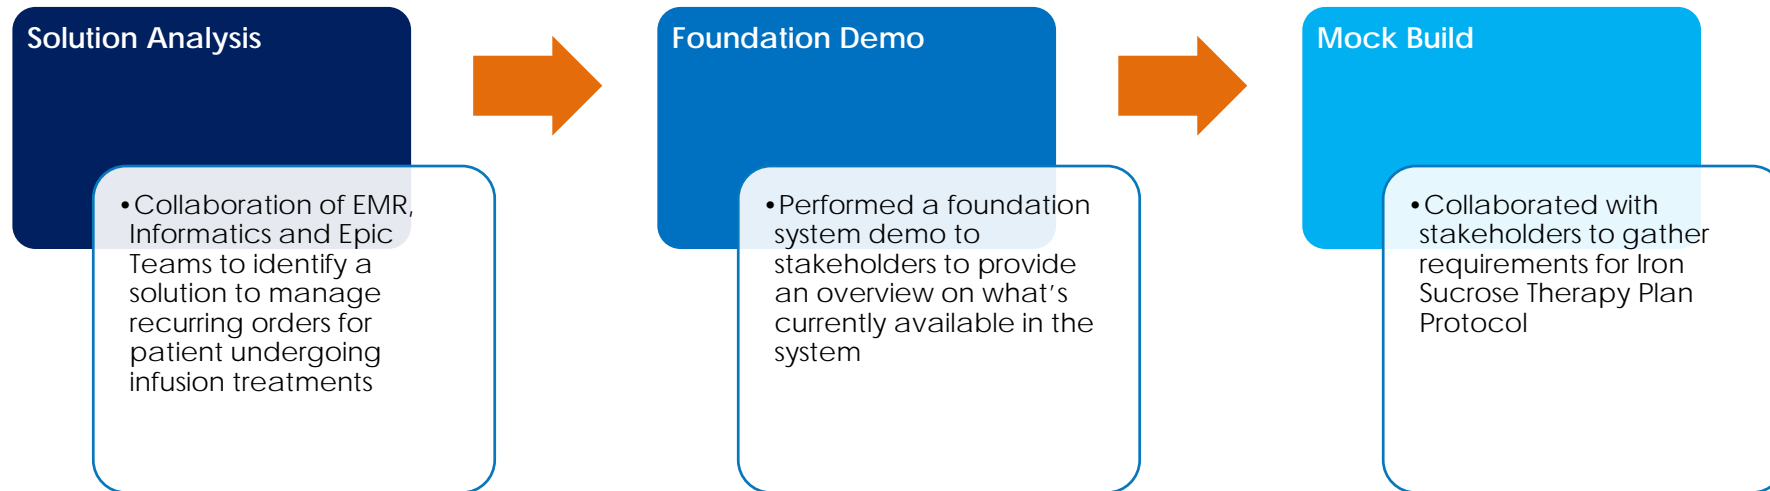 Solution Analysis
•Collaboration of EMR,
Informatics and Epic
Teams to identify a
solution to manage
recurring orders for
patient undergoing
infusion treatments
Foundation Demo
•Performed a foundation
system demo to
stakeholders to provide
an overview on what’s
currently available in the
system
Mock Build
•Collaborated with
stakeholders to gather
requirements for Iron
Sucrose Therapy Plan
Protocol